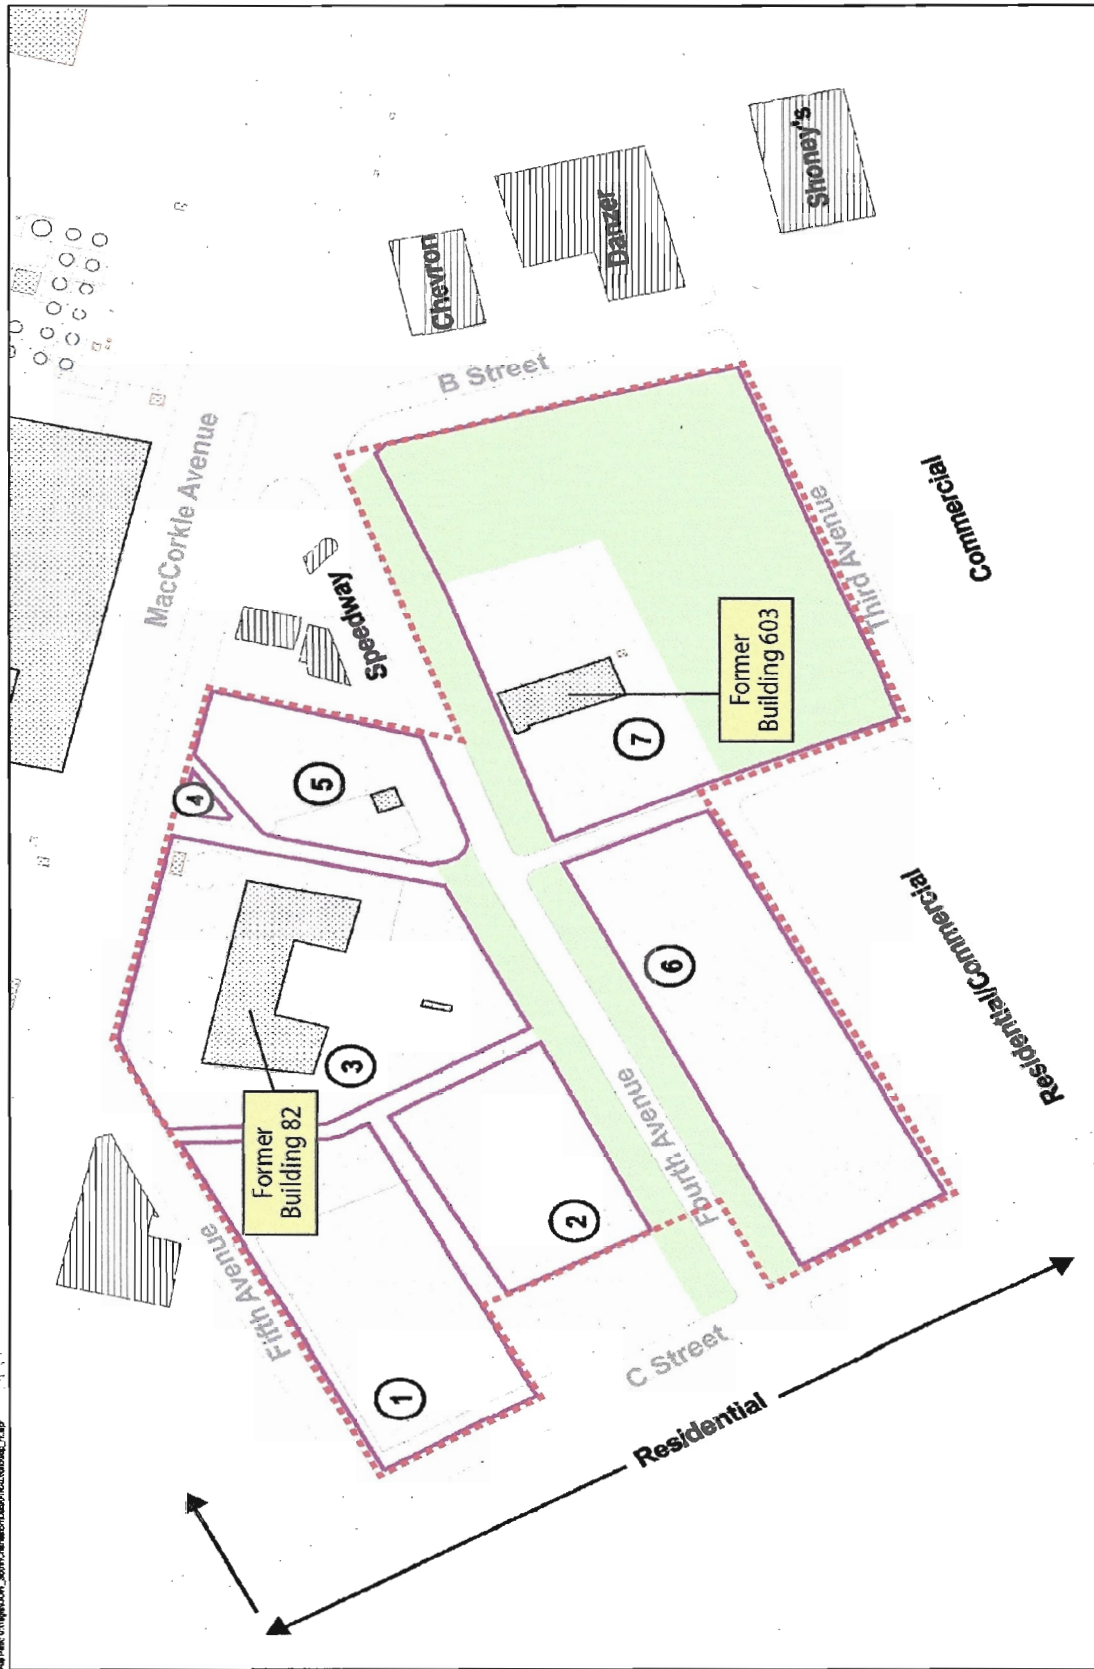 MacCorkle Avenue
Chevron
Danzer
Shoney's
B Street
Speedway
Commercial
Third Avenue
Former
Building 603
7
4
5
6
3
Former
Building 82
Residential/Commercial
Fourth Avenue
2
Fifth Avenue
1
C Street
Residential